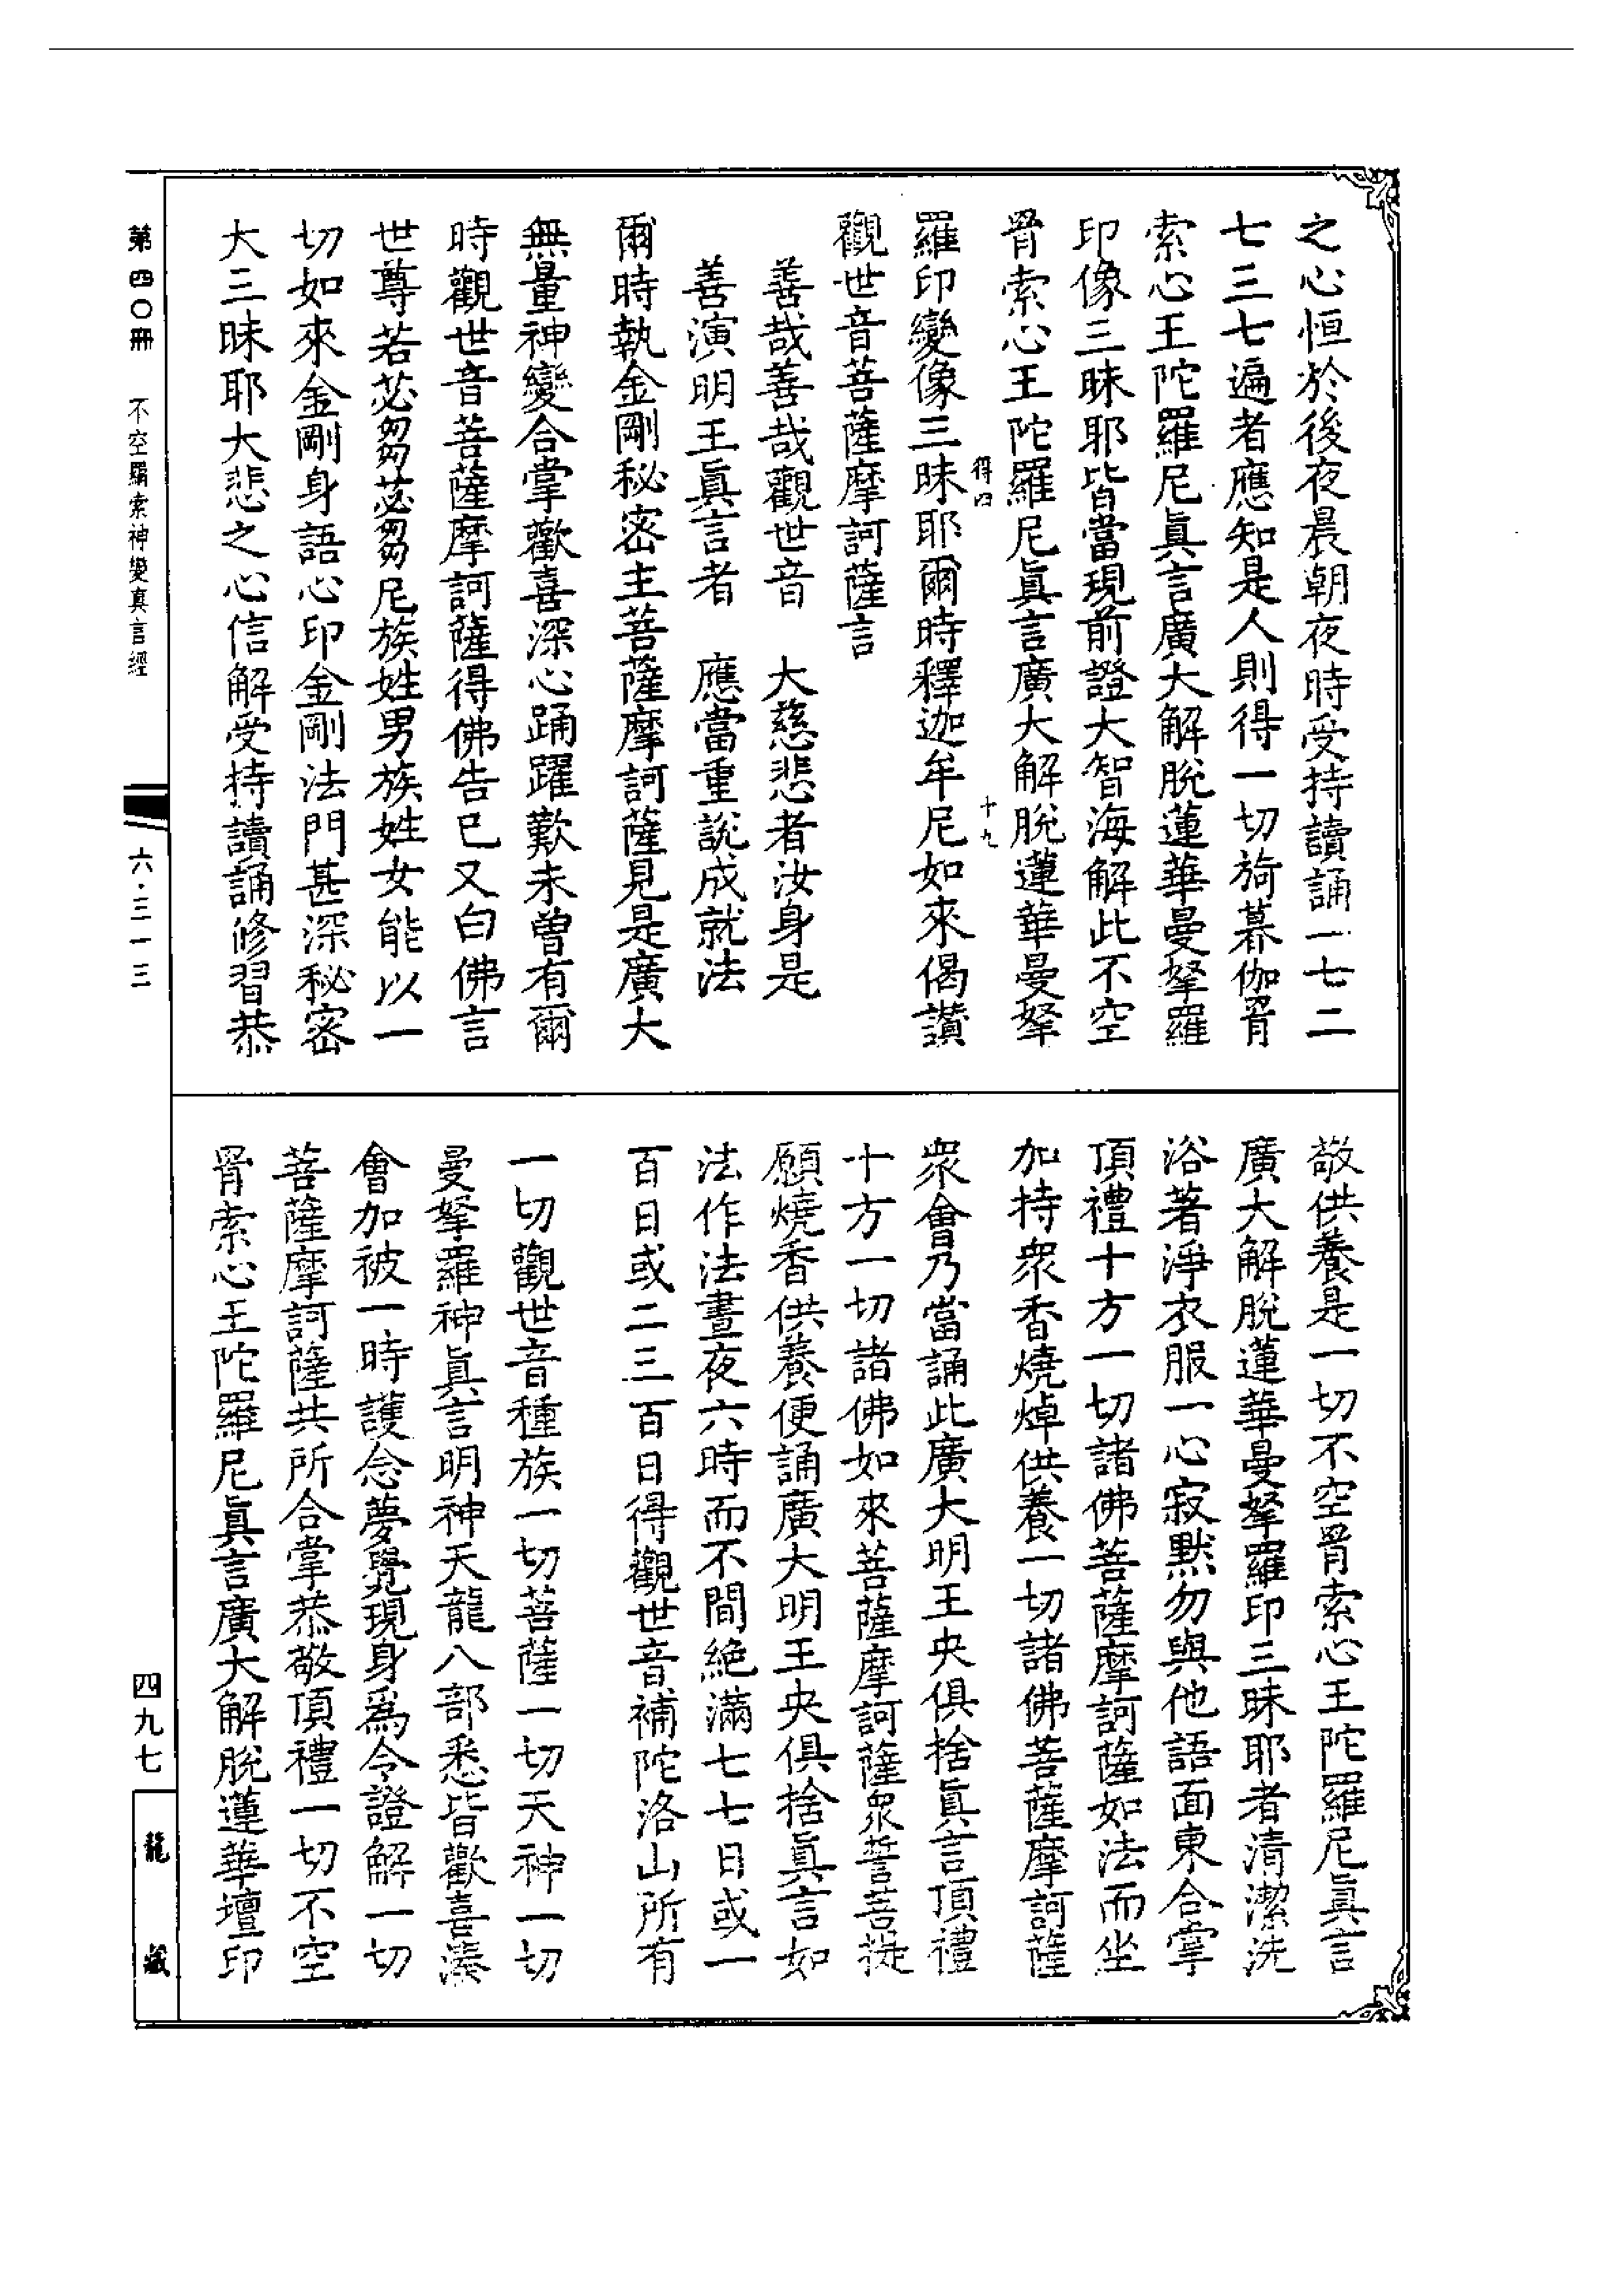 之心恒於後夜晨朝夜時受持讀誦一七二
七三七遍者應知是人則得一切旖暮伽罥
索心王陀羅尼眞言廣大解脫蓮華曼拏羅
印像三昧耶皆當現前證大智海解此不空
罥索心王陀羅尼眞言廣大解脫蓮華曼拏
得四
十九
羅印變像三昧耶爾時釋迦牟尼如來偈讃
觀世音菩薩摩訶薩言
善哉善哉觀世音　大慈悲者汝身是
善演明王眞言者　應當重說成就法
爾時執金剛秘密主菩薩摩訶薩見是廣大
無量神變合掌歡喜深心踊躍歎未曾有爾
時觀世音菩薩摩訶薩得佛告已又白佛言
世尊若苾芻苾芻尼族姓男族姓女能以一
切如來金剛身語心印金剛法門甚深秘密
大三昧耶大悲之心信解受持讀誦修習恭
敬供養是一切不空罥索心王陀羅尼眞言
廣大解脫蓮華曼拏羅印三昧耶者清潔洗
浴著淨衣服一心寂默勿與他語面東合掌
頂禮十方一切諸佛菩薩摩訶薩如法而坐
加持衆香燒焯供養一切諸佛菩薩摩訶薩
衆會乃當誦此廣大明王央俱捨眞言頂禮
十方一切諸佛如來菩薩摩訶薩衆誓菩提
願燒香供養便誦廣大明王央俱捨眞言如
法作法晝夜六時而不間絶滿七七日或一
百日或二三百日得觀世音補陀洛山所有
一切觀世音種族一切菩薩一切天神一切
曼拏羅神眞言明神天龍八部悉皆歡喜湊
會加被一時護念夢覺現身爲令證解一切
菩薩摩訶薩共所合掌恭敬頂禮一切不空
罥索心王陀羅尼眞言廣大解脫蓮華壇印
第四〇冊　不空羂索神變真言經
六·三一三
四九七
龍藏